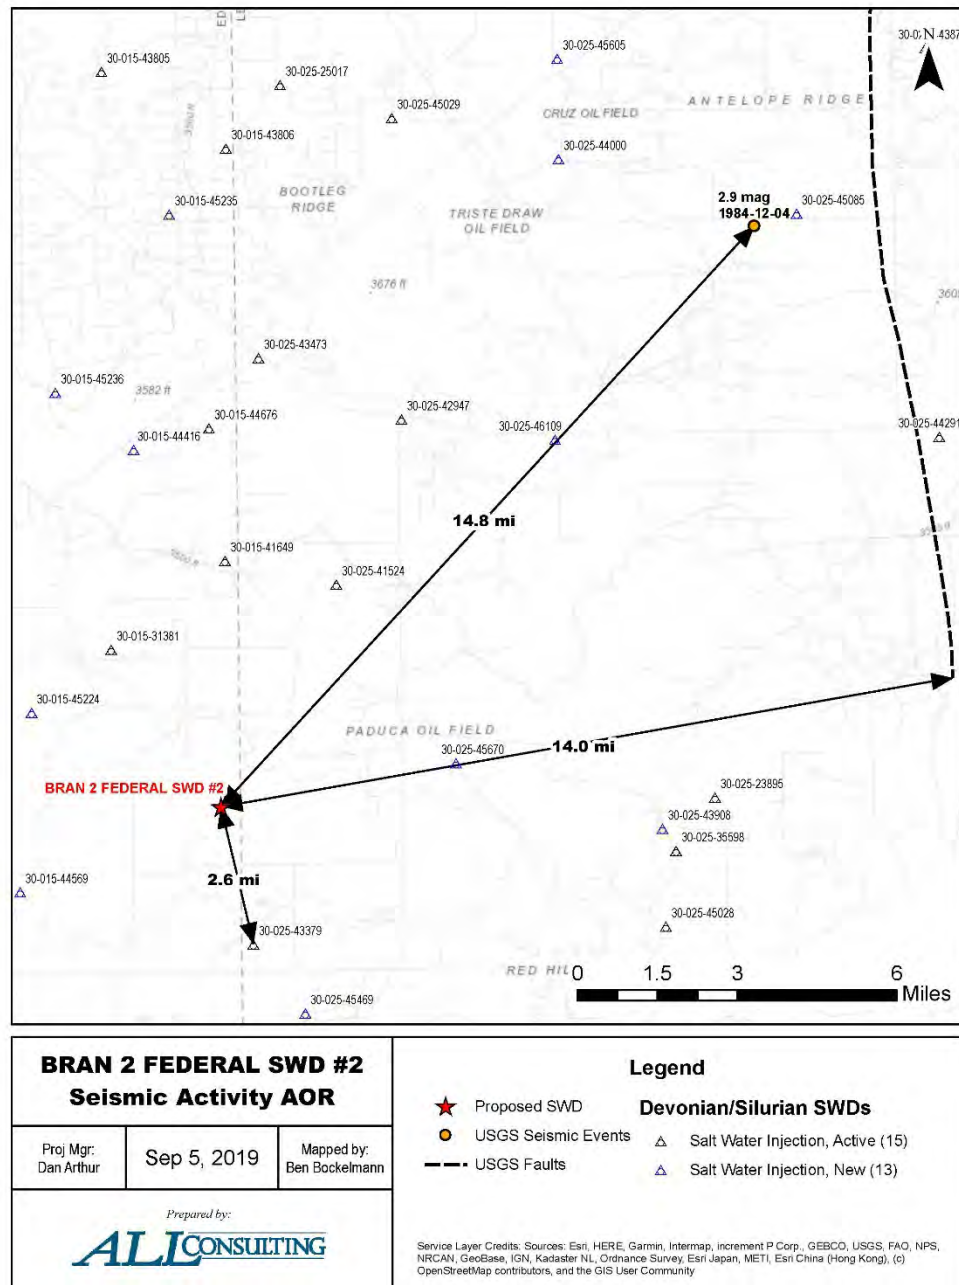 ED
LE
30-015-43805
30-025-45605
N
30-025-25017
ANTELOPE RIDGE
30-025-45029
CRUZ OIL FIELD
30-015-43806
30-025-44000
BOOTLEG
RIDGE
2.9 mag
1984-12-04
30-025-45085
30-015-45235
TRISTE DRAW
OIL FIELD
3676 ft
30-025-43473
30-015-45236
3582 ft
30-015-44676
30-025-42947
30-015-44416
30-025-46109
30-025-44291
14.8 mi
30-015-41649
30-025-41524
30-015-31381
30-015-45224
PADUCA OIL FIELD
14.0 mi
30-025-45670
BRAN 2 FEDERAL SWD #2
30-025-23895
30-025-43908
30-025-35598
2.6 mi
30-015-44569
30-025-45028
30-025-43379
RED HIL
0 1.5 3 6
Miles
30-025-45469
BRAN 2 FEDERAL SWD #2
Seismic Activity AOR
Proj Mgr:
Dan Arthur
Sep 5, 2019
Mapped by:
Ben Bockelmann
Prepared by:
ALL CONSULTING
Legend
Proposed SWD
USGS Seismic Events
USGS Faults
Devonian/Silurian SWDs
Salt Water Injection, Active (15)
Salt Water Injection, New (13)
Service Layer Credits: Sources: Esri, HERE, Garmin, Intermap, increment P Corp., GEBCO, USGS, FAO, NPS,
NRCAN, GeoBase, IGN, Kadaster NL, Ordnance Survey, Esri Japan, METI, Esri China (Hong Kong), (c)
OpenStreetMap contributors, and the GIS User Community